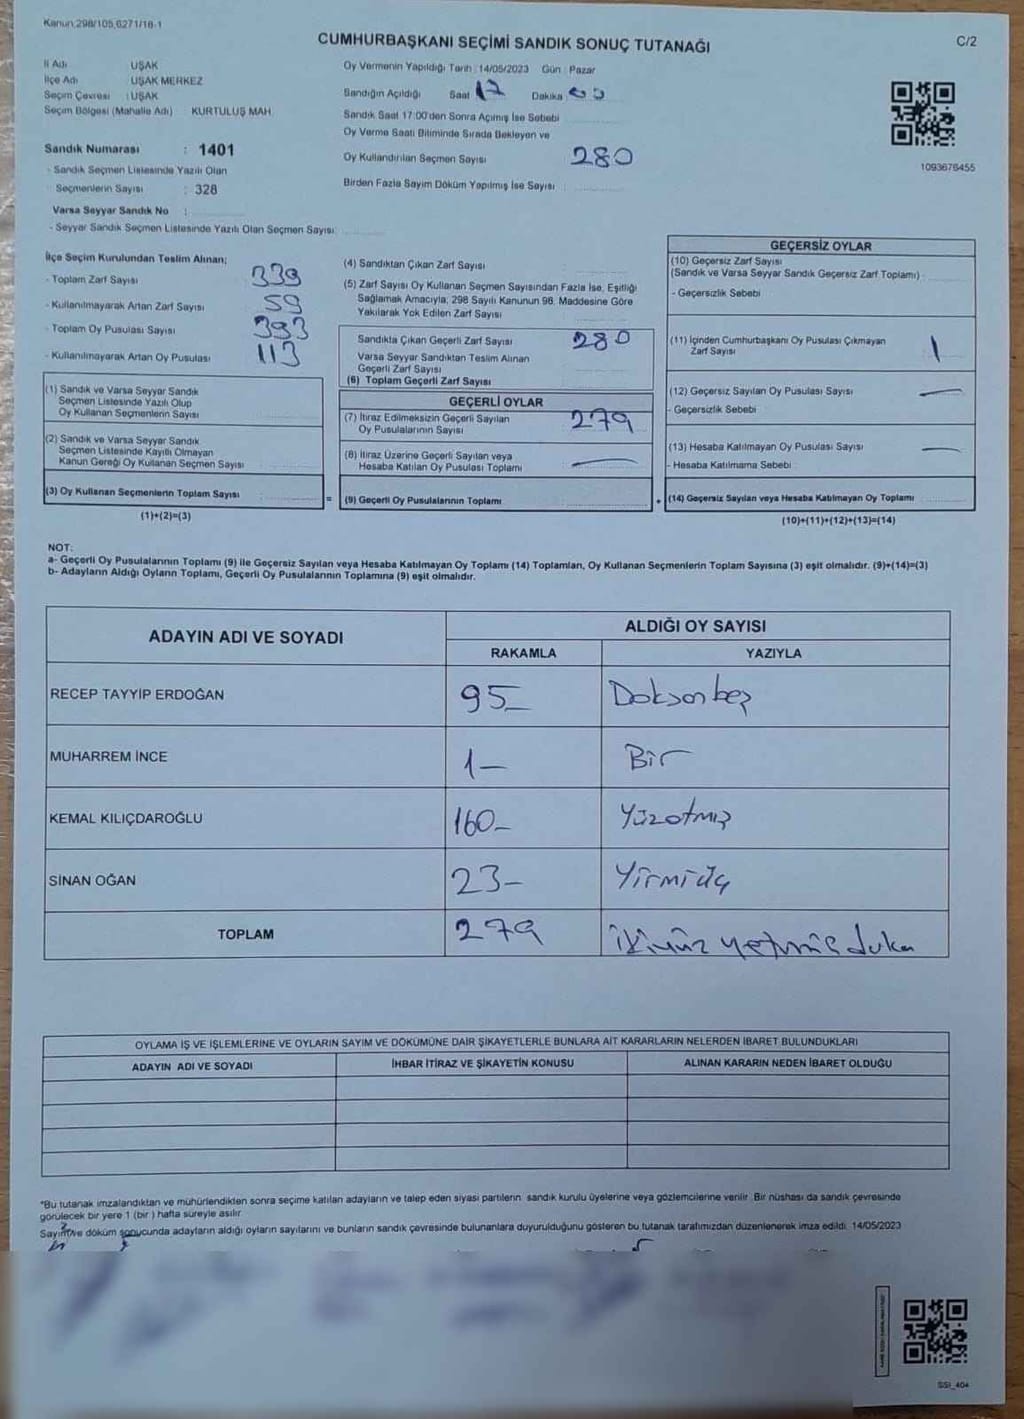 Kanun:298/105,6271/18-1
C/2
CUMHURBAŞKANI SEÇİMİ SANDIK SONUÇ TUTANAĞI
İl Adı : UŞAK
İlçe Adı : UŞAK MERKEZ
Seçim Çevresi : UŞAK
Seçim Bölgesi (Mahalle Adı) KURTULUŞ MAH.
Sandık Numarası : 1401
- Sandık Seçmen Listesinde Yazılı Olan
Seçmenlerin Sayısı : 328
Varsa Seyyar Sandık No :
- Seyyar Sandık Seçmen Listesinde Yazılı Olan Seçmen Sayısı:
Oy Vermenin Yapıldığı Tarih : 14/05/2023 Gün : Pazar
Sandığın Açıldığı Saat 17 Dakika 00
Sandık Saat 17:00'den Sonra Açımış İse Sebebi
Oy Verme Saati Bitiminde Sırada Bekleyen ve
Oy Kullandırılan Seçmen Sayısı 280
Birden Fazla Sayım Döküm Yapılmış İse Sayısı :
1093676455
İlçe Seçim Kurulundan Teslim Alınan;
- Toplam Zarf Sayısı 339
- Kullanılmayarak Artan Zarf Sayısı 59
- Toplam Oy Pusulası Sayısı 393
- Kullanılmayarak Artan Oy Pusulası 113
(1) Sandık ve Varsa Seyyar Sandık
Seçmen Listesinde Yazılı Olup
Oy Kullanan Seçmenlerin Sayısı
(2) Sandık ve Varsa Seyyar Sandık
Seçmen Listesinde Kayıtlı Olmayan
Kanun Gereği Oy Kullanan Seçmen Sayısı
(3) Oy Kullanan Seçmenlerin Toplam Sayısı =
(1)+(2)=(3)
(4) Sandıktan Çıkan Zarf Sayısı
(5) Zarf Sayısı Oy Kullanan Seçmen Sayısından Fazla İse, Eşitliği
Sağlamak Amacıyla; 298 Sayılı Kanunun 98. Maddesine Göre
Yakılarak Yok Edilen Zarf Sayısı
Sandıkta Çıkan Geçerli Zarf Sayısı 280
Varsa Seyyar Sandıktan Teslim Alınan
Geçerli Zarf Sayısı
(6) Toplam Geçerli Zarf Sayısı
GEÇERLİ OYLAR
(7) İtiraz Edilmeksizin Geçerli Sayılan
Oy Pusulalarının Sayısı 279
(8) İtiraz Üzerine Geçerli Sayılan veya
Hesaba Katılan Oy Pusulası Toplamı —
(9) Geçerli Oy Pusulalarının Toplamı +
GEÇERSİZ OYLAR
(10) Geçersiz Zarf Sayısı
(Sandık ve Varsa Seyyar Sandık Geçersiz Zarf Toplamı)
- Geçersizlik Sebebi
(11) İçinden Cumhurbaşkanı Oy Pusulası Çıkmayan
Zarf Sayısı 1
(12) Geçersiz Sayılan Oy Pusulası Sayısı —
- Geçersizlik Sebebi
(13) Hesaba Katılmayan Oy Pusulası Sayısı —
- Hesaba Katılmama Sebebi
(14) Geçersiz Sayılan veya Hesaba Katılmayan Oy Toplamı
(10)+(11)+(12)+(13)=(14)
NOT:
a- Geçerli Oy Pusulalarının Toplamı (9) ile Geçersiz Sayılan veya Hesaba Katılmayan Oy Toplamı (14) Toplamları, Oy Kullanan Seçmenlerin Toplam Sayısına (3) eşit olmalıdır. (9)+(14)=(3)
b- Adayların Aldığı Oyların Toplamı, Geçerli Oy Pusulalarının Toplamına (9) eşit olmalıdır.
ADAYIN ADI VE SOYADI
ALDIĞI OY SAYISI
RAKAMLA YAZIYLA
RECEP TAYYİP ERDOĞAN 95 Doksanbeş
MUHARREM İNCE 1 Bir
KEMAL KILIÇDAROĞLU 160 Yüzatmış
SİNAN OĞAN 23 Yirmiüç
TOPLAM 279 ikiyüz yetmiş
OYLAMA İŞ VE İŞLEMLERİNE VE OYLARIN SAYIM VE DÖKÜMÜNE DAİR ŞİKAYETLERLE BUNLARA AİT KARARLARIN NELERDEN İBARET BULUNDUKLARI
ADAYIN ADI VE SOYADI İHBAR İTİRAZ VE ŞİKAYETİN KONUSU ALINAN KARARIN NEDEN İBARET OLDUĞU
*Bu tutanak imzalandıktan ve mühürlendikten sonra seçime katılan adayların ve talep eden siyasi partilerin sandık kurulu üyelerine veya gözlemcilerine verilir. Bir nüshası da sandık çevresinde
görülecek bir yere 1 (bir) hafta süreyle asılır.
Sayım ve döküm sonucunda adayların aldığı oyların sayılarını ve bunların sandık çevresinde bulunanlara duyurulduğunu gösteren bu tutanak tarafımızdan düzenlenerek imza edildi. 14/05/2023
SSI_404